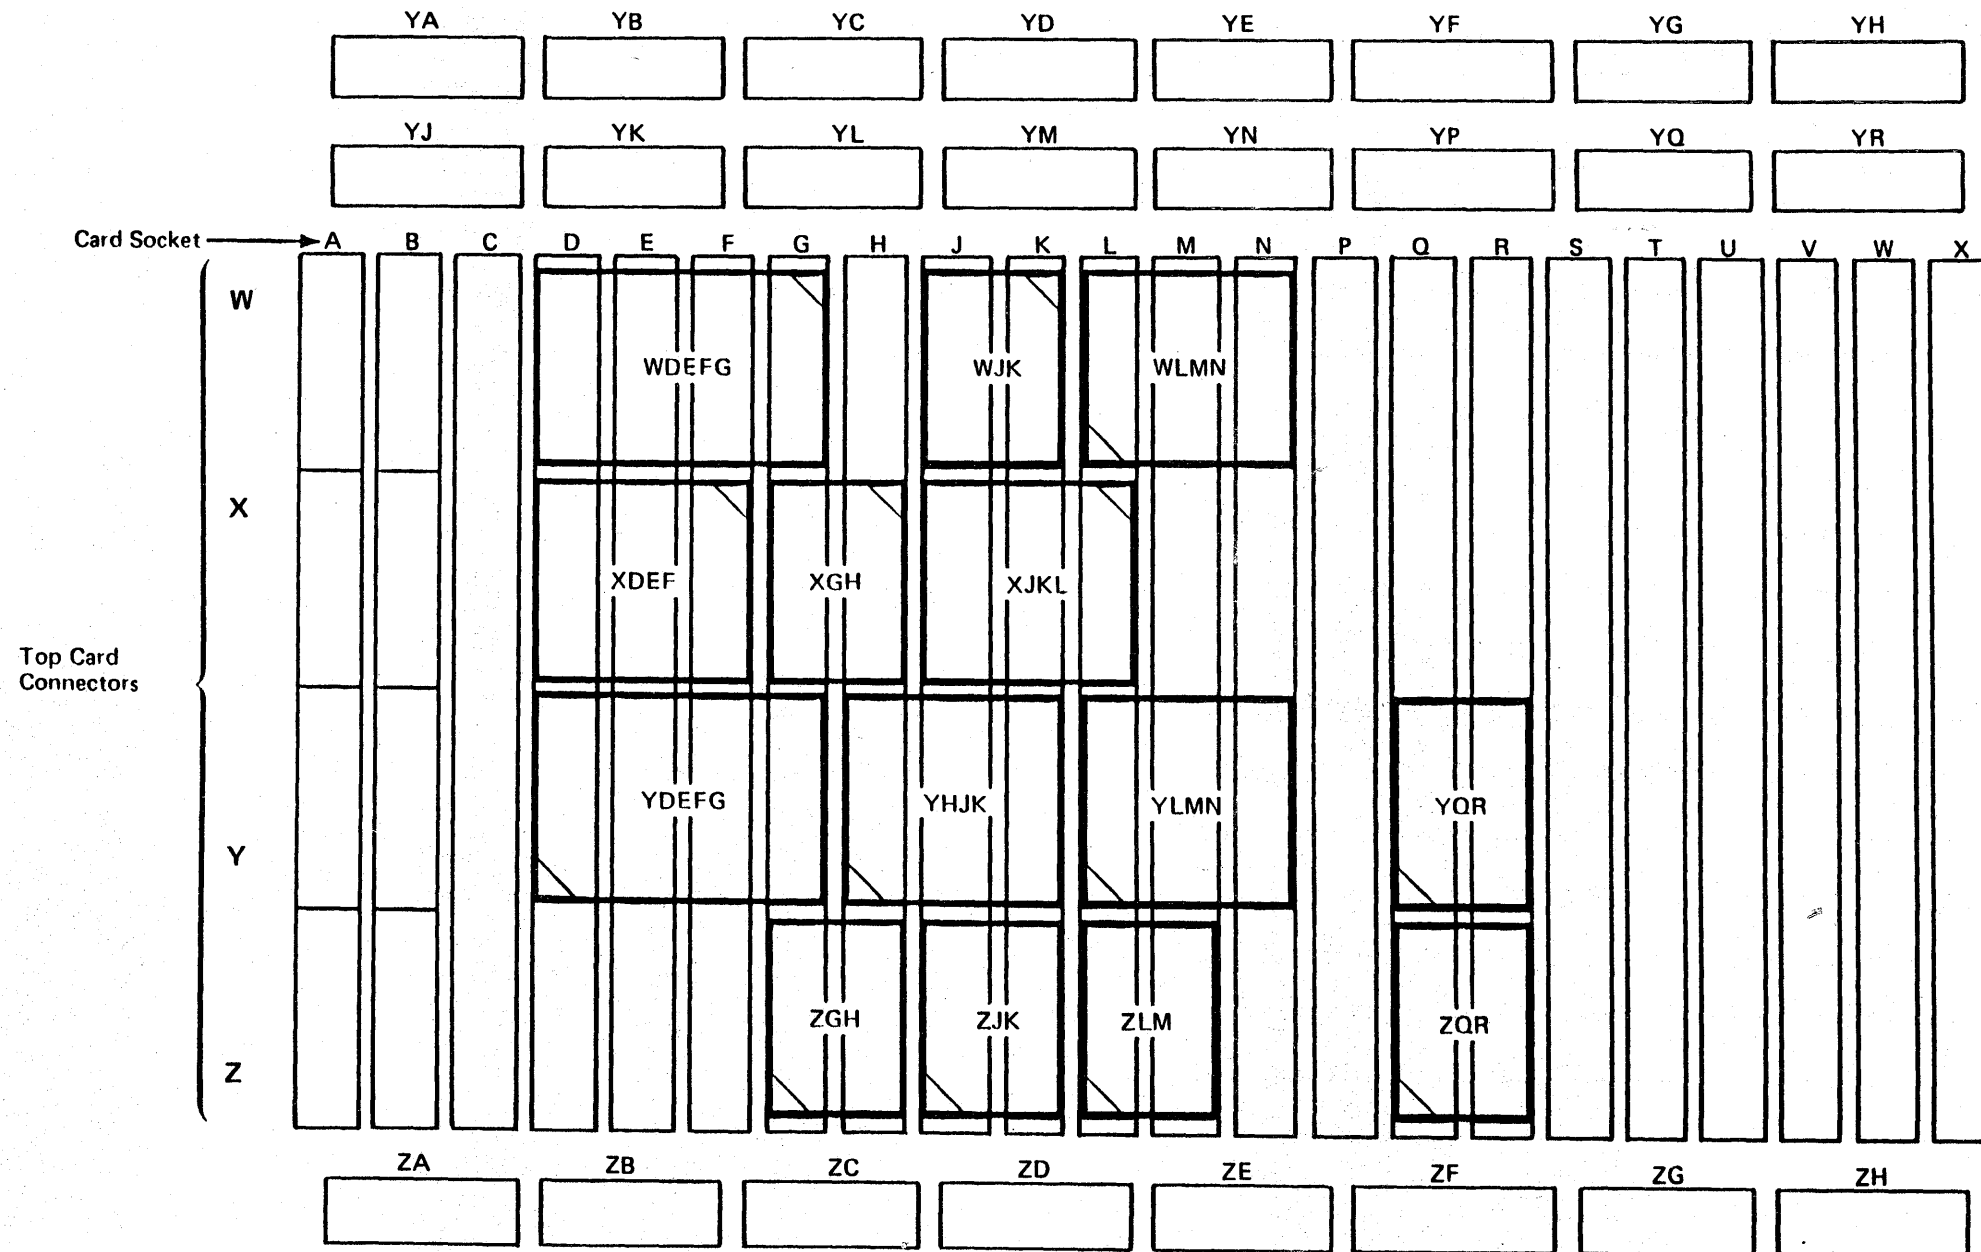 YA YB YC YD YE YF YG YH
YJ YK YL YM YN YP YQ YR
Card Socket A B C D E F G H J K L M N P Q R S T U V W X
W
WDEFG WJK WLMN
X
XDEF XGH XJKL
Top Card
Connectors
YDEFG YHJK YLMN YQR
Y
ZGH ZJK ZLM ZQR
Z
ZA ZB ZC ZD ZE ZF ZG ZH